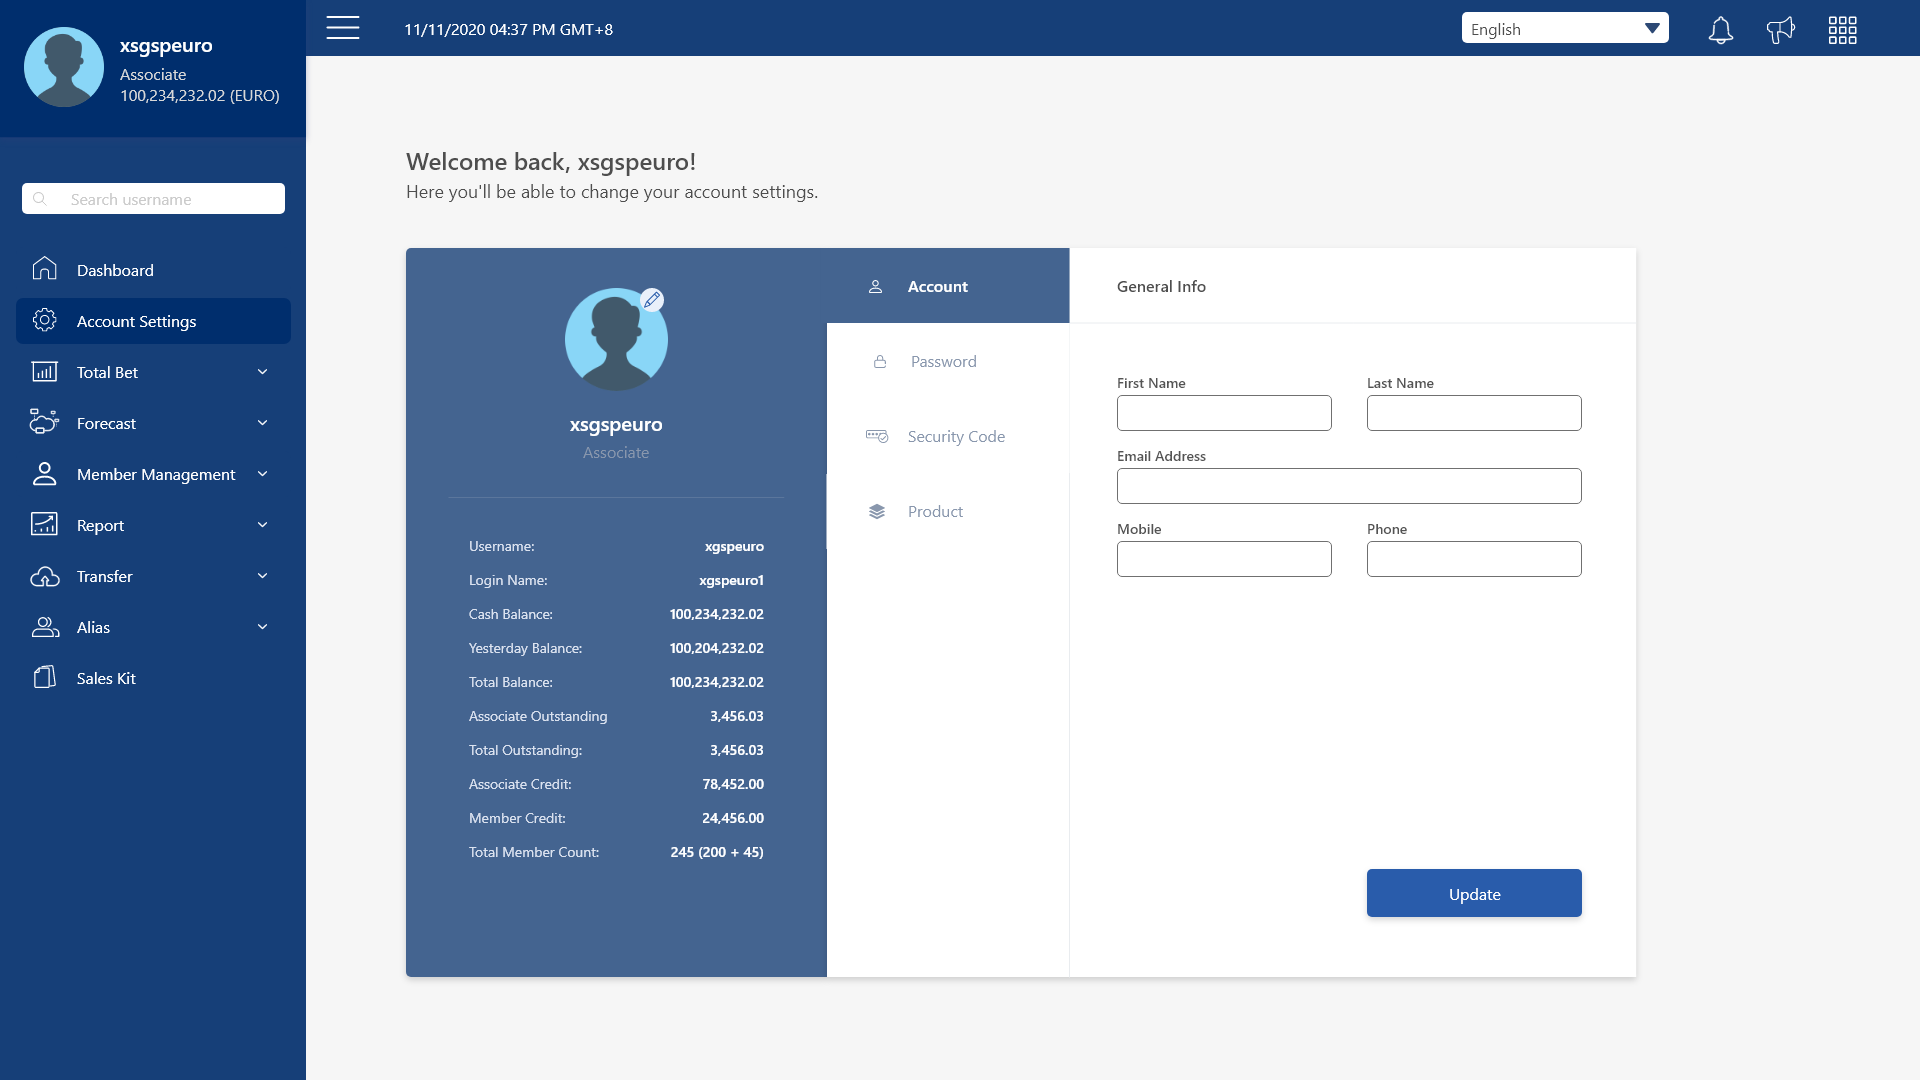 xsgspeuro
Associate
100,234,232.02 (EURO)
Search username
Dashboard
Account Settings
Total Bet
Forecast
Member Management
Report
Transfer
Alias
Sales Kit
11/11/2020 04:37 PM GMT+8
English
Welcome back, xsgspeuro!
Here you'll be able to change your account settings.
xsgspeuro
Associate
Username: xgspeuro
Login Name: xgspeuro1
Cash Balance: 100,234,232.02
Yesterday Balance: 100,204,232.02
Total Balance: 100,234,232.02
Associate Outstanding 3,456.03
Total Outstanding: 3,456.03
Associate Credit: 78,452.00
Member Credit: 24,456.00
Total Member Count: 245 (200 + 45)
Account
Password
Security Code
Product
General Info
First Name Last Name
Email Address
Mobile Phone
Update